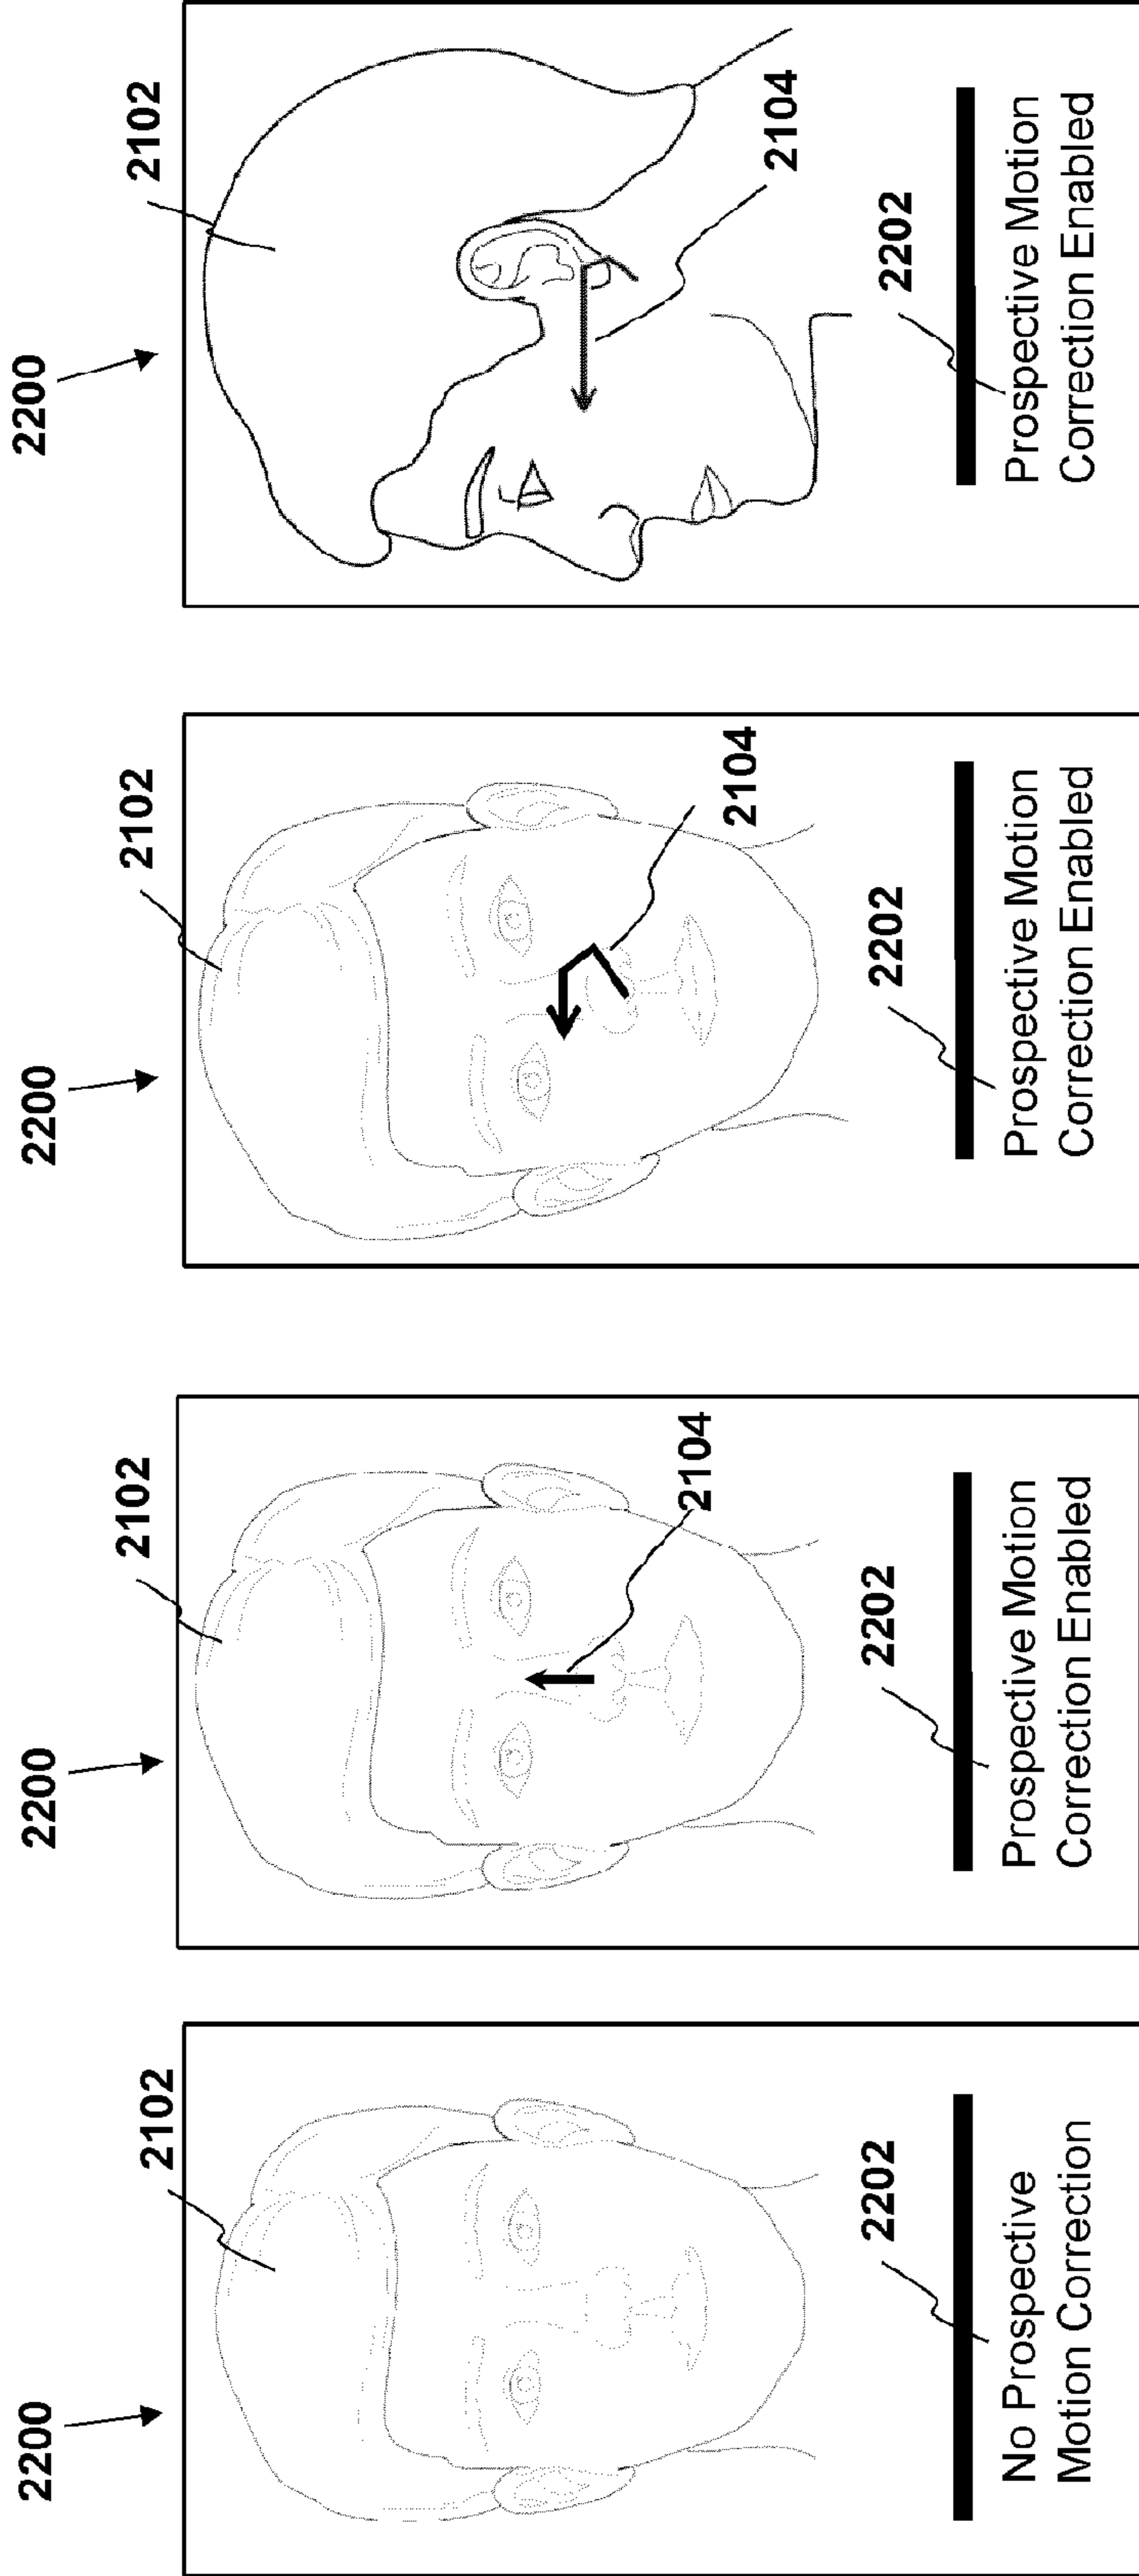 2200
2102
2202
No Prospective
Motion Correction
2200
2102
2104
2202
Prospective Motion
Correction Enabled
2200
2102
2104
2202
Prospective Motion
Correction Enabled
2200
2102
2104
2202
Prospective Motion
Correction Enabled